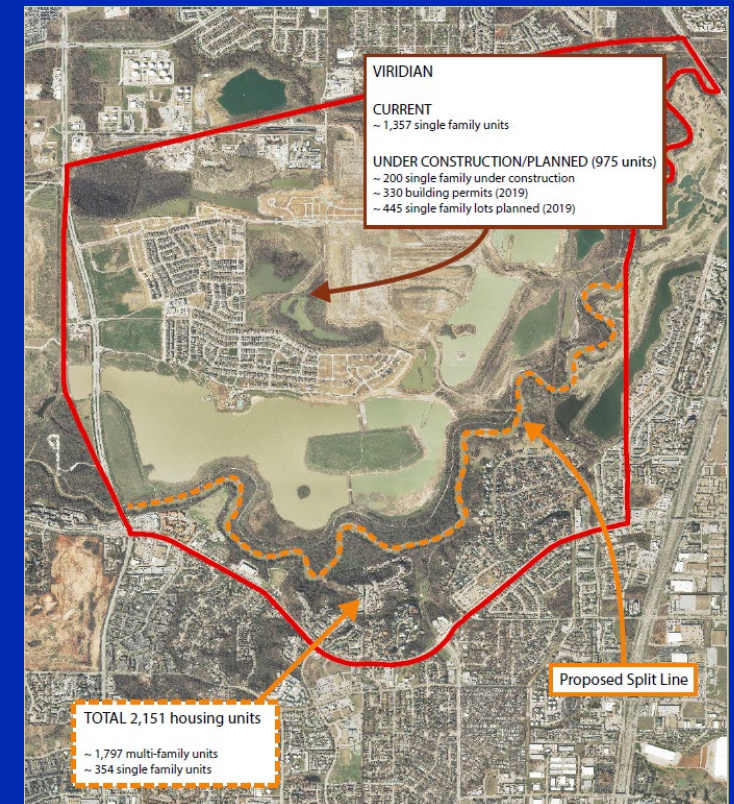 VIRIDIAN
CURRENT
~ 1,357 single family units
UNDER CONSTRUCTION/PLANNED (975 units)
~ 200 single family under construction
~ 330 building permits (2019)
~ 445 single family lots planned (2019)
Proposed Split Line
TOTAL 2,151 housing units
~ 1,797 multi-family units
~ 354 single family units